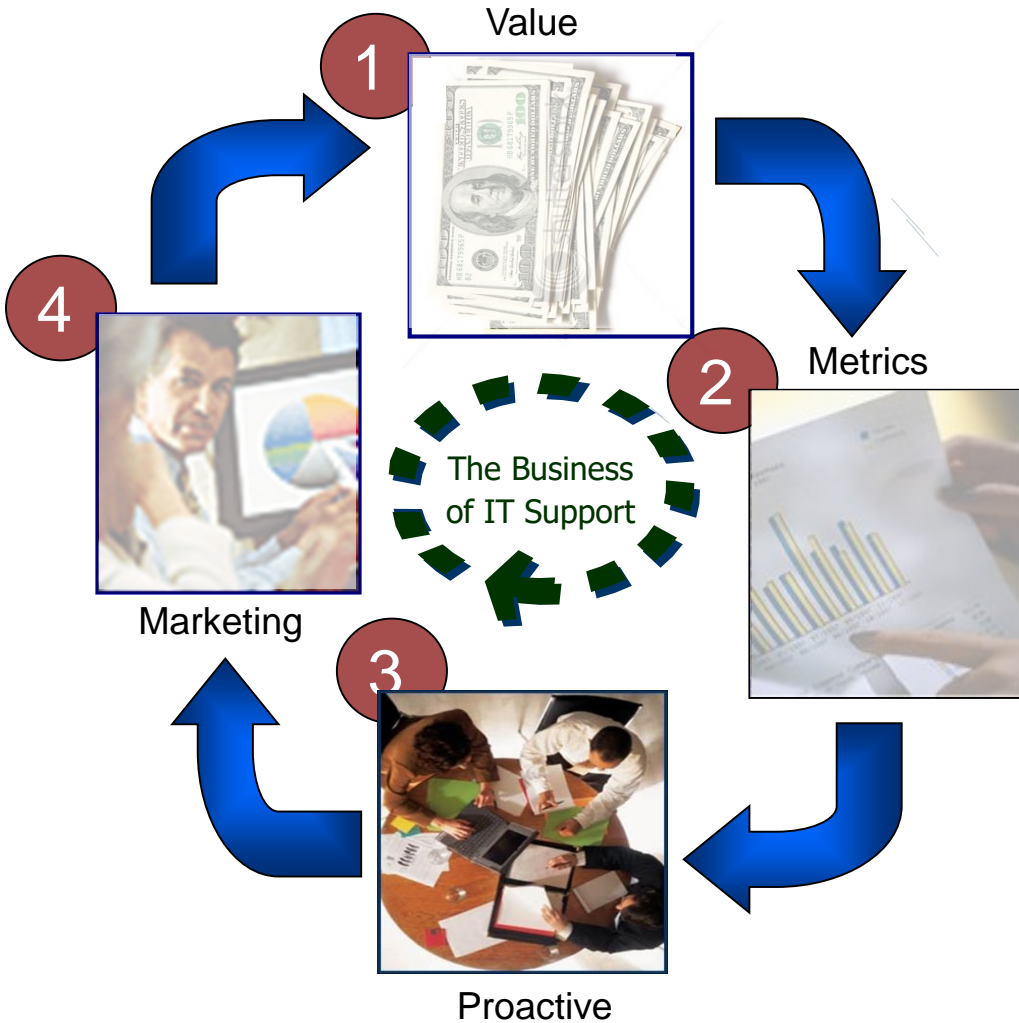 Value
1
4
2
Metrics
The Business
of IT Support
Marketing
3
Proactive